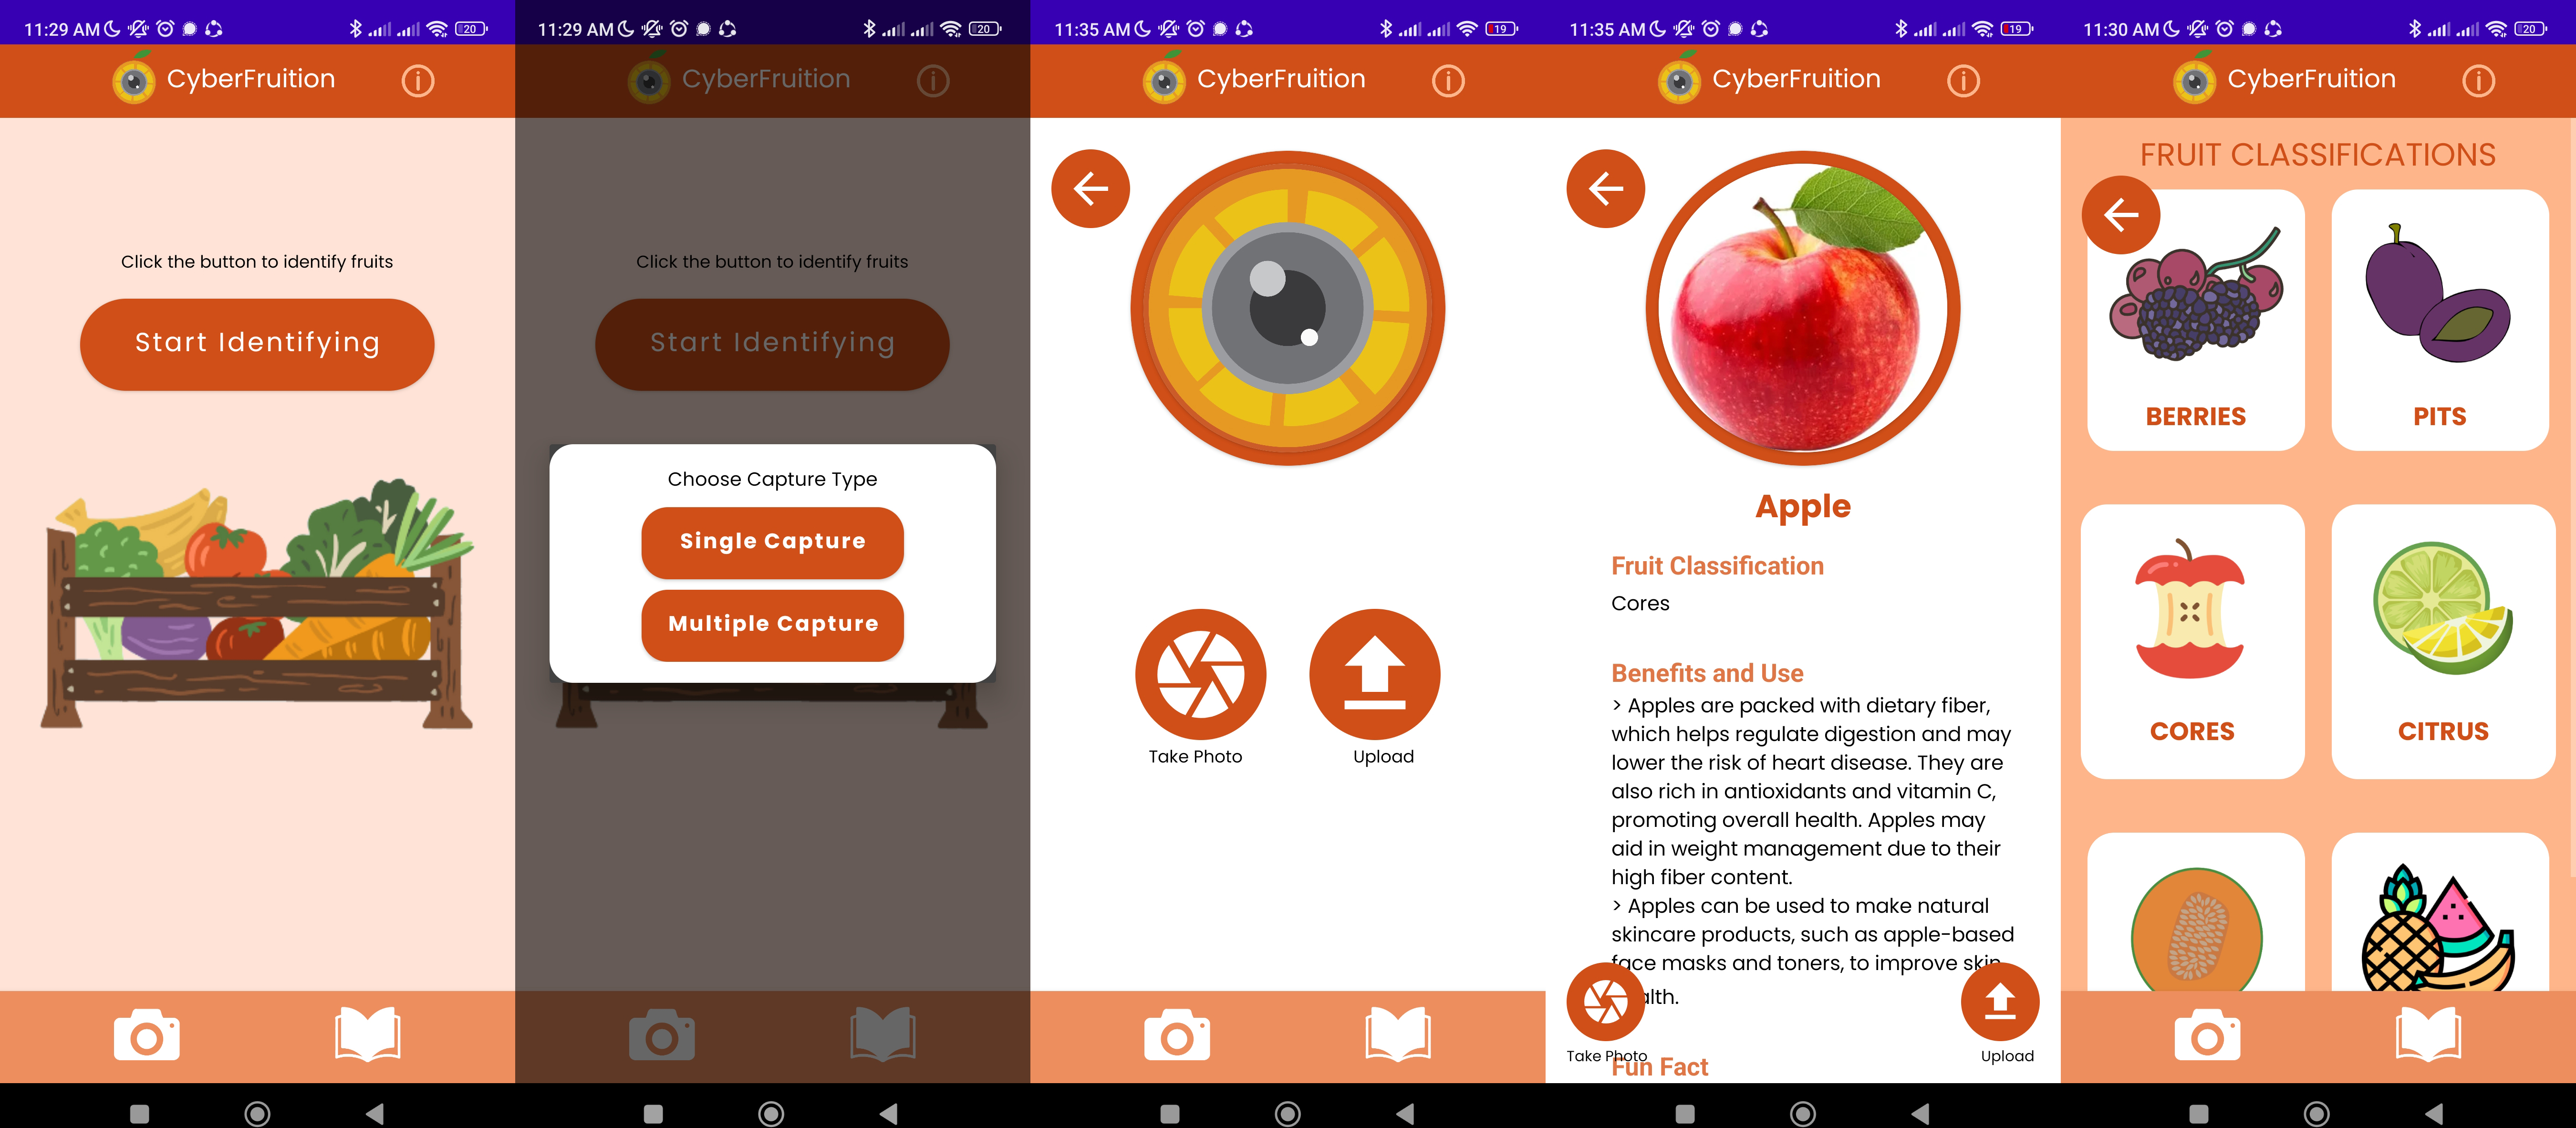 11:29 AM
20
CyberFruition
Click the button to identify fruits
Start Identifying
11:29 AM
20
CyberFruition
Click the button to identify fruits
Start Identifying
Choose Capture Type
Single Capture
Multiple Capture
11:35 AM
19
CyberFruition
Take Photo
Upload
11:35 AM
19
CyberFruition
Apple
Fruit Classification
Cores
Benefits and Use
> Apples are packed with dietary fiber,
which helps regulate digestion and may
lower the risk of heart disease. They are
also rich in antioxidants and vitamin C,
promoting overall health. Apples may
aid in weight management due to their
high fiber content.
> Apples can be used to make natural
skincare products, such as apple-based
face masks and toners, to improve skin
alth.
Take Photo
Upload
Fun Fact
11:30 AM
20
CyberFruition
FRUIT CLASSIFICATIONS
BERRIES
PITS
CORES
CITRUS